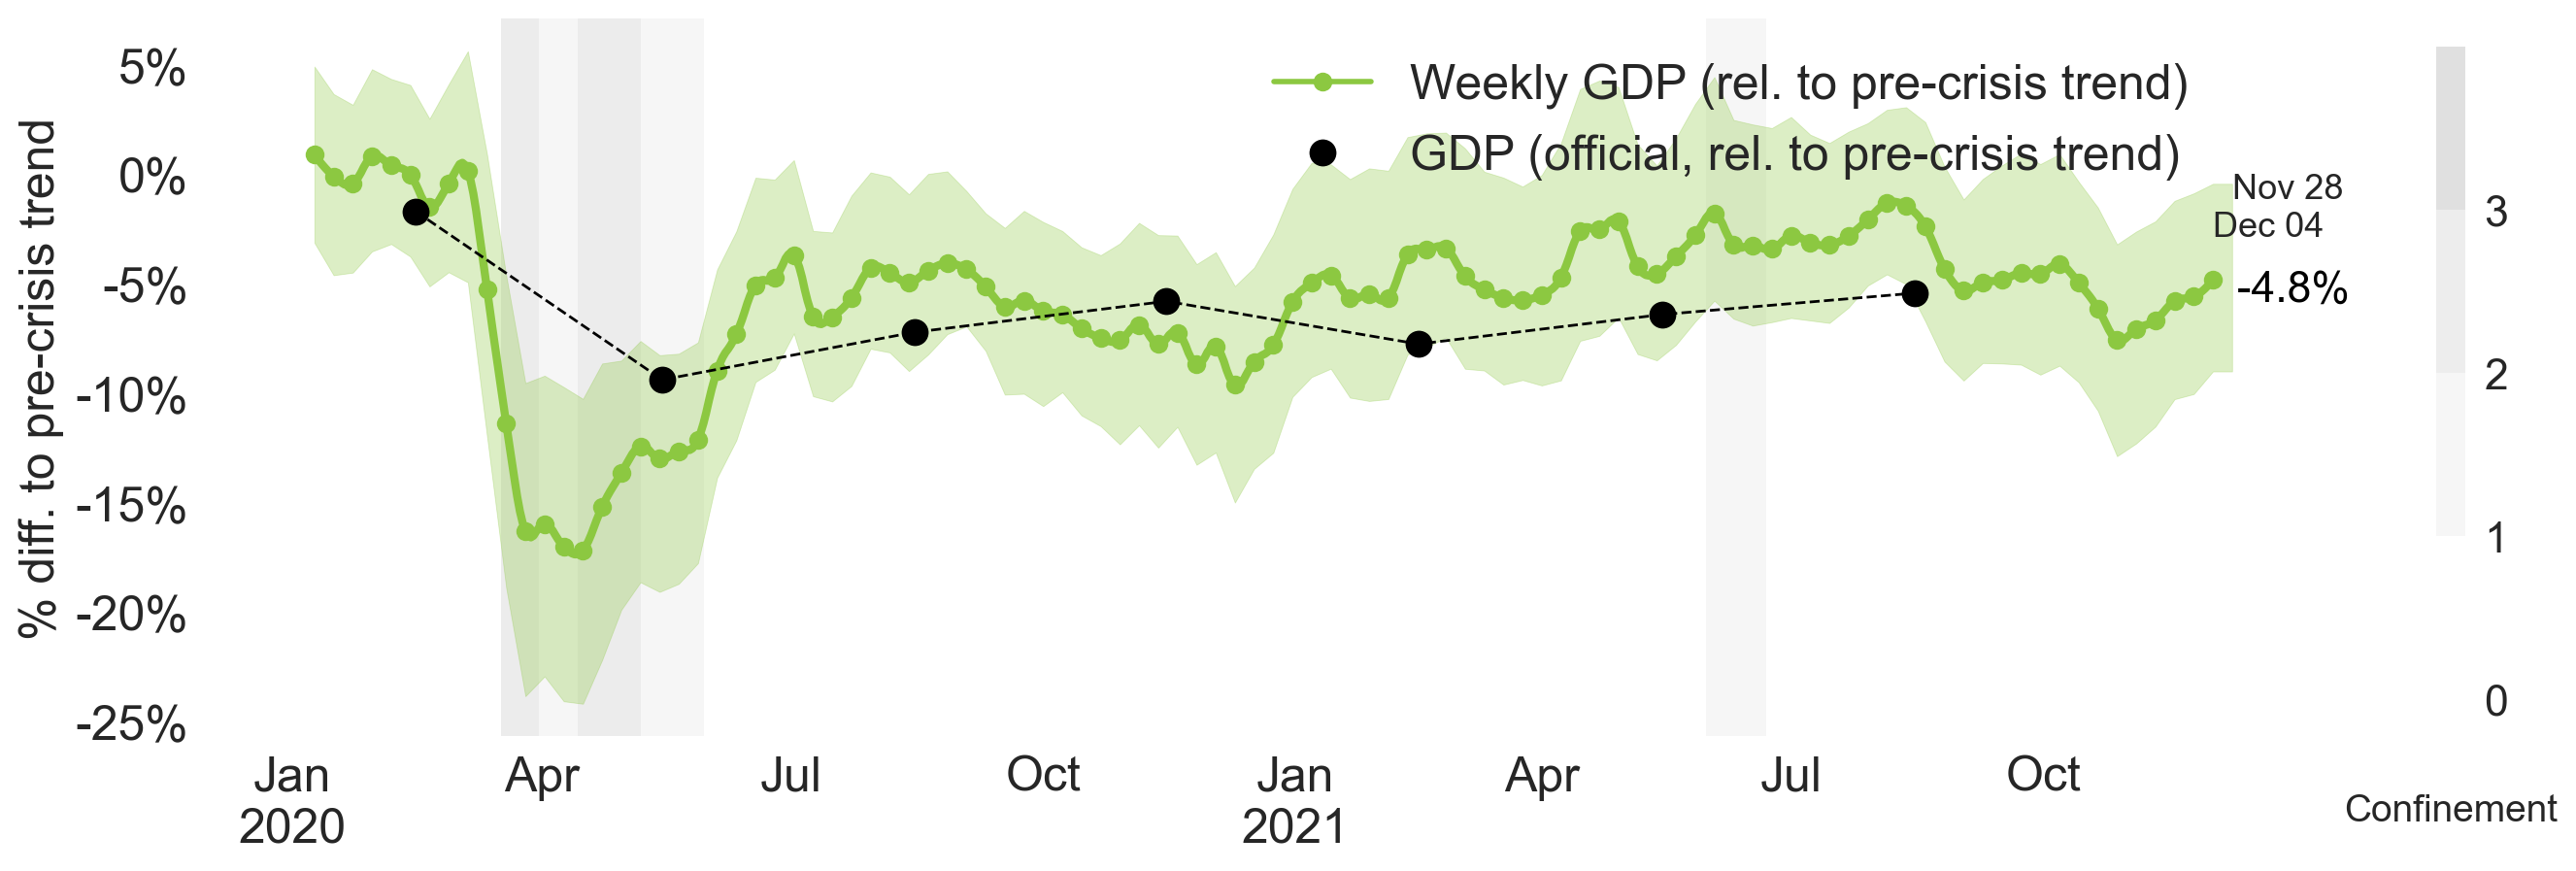 % diff. to pre-crisis trend
5%
0%
-5%
-10%
-15%
-20%
-25%
Weekly GDP (rel. to pre-crisis trend)
GDP (official, rel. to pre-crisis trend)
Nov 28
Dec 04
-4.8%
3
2
1
0
Jan Apr Jul Oct Jan Apr Jul Oct
2020 2021
Confinement